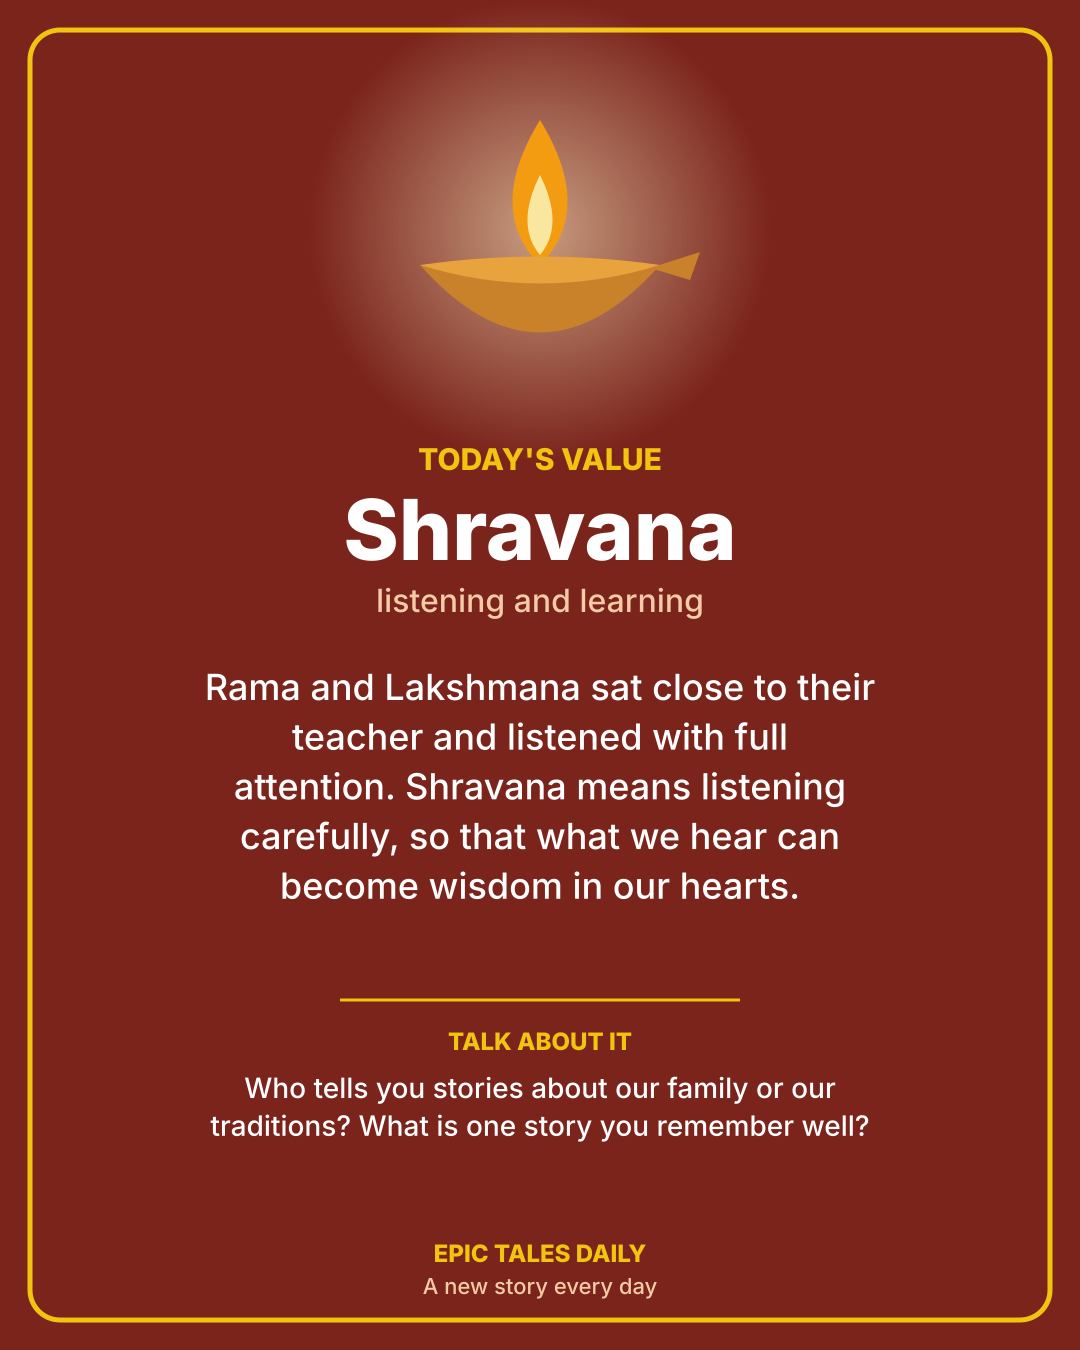 TODAY'S VALUE
Shravana
listening and learning
Rama and Lakshmana sat close to their
teacher and listened with full
attention. Shravana means listening
carefully, so that what we hear can
become wisdom in our hearts.
TALK ABOUT IT
Who tells you stories about our family or our
traditions? What is one story you remember well?
EPIC TALES DAILY
A new story every day